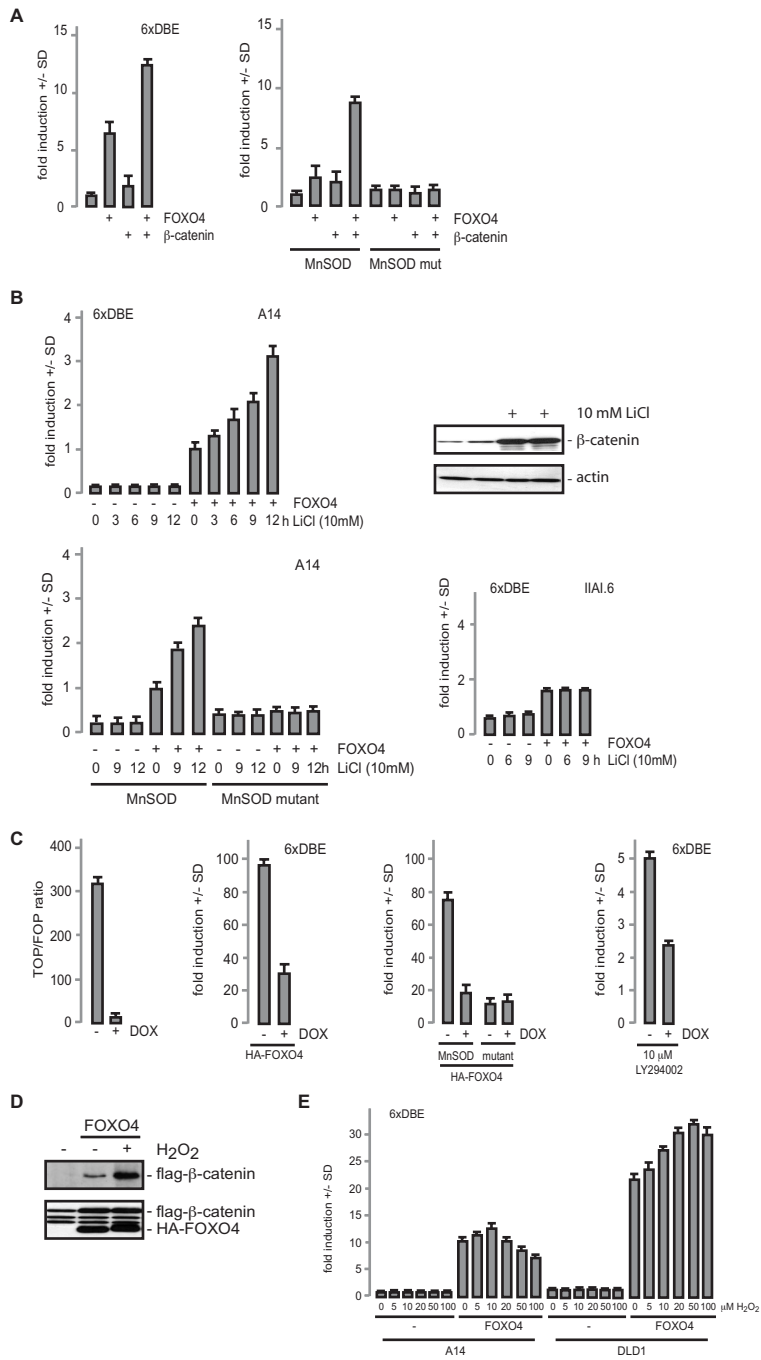 A
6xDBE
fold induction +/- SD
15
10
5
0
+ + FOXO4
+ + β-catenin
fold induction +/- SD
15
10
5
0
+ + + + FOXO4
+ + + + β-catenin
MnSOD MnSOD mut
B
6xDBE A14
fold induction +/- SD
4
3
2
1
0
- - - - - + + + + + FOXO4
0 3 6 9 12 0 3 6 9 12 h LiCl (10mM)
+ + 10 mM LiCl
- β-catenin
- actin
A14
fold induction +/- SD
4
3
2
1
0
- - - + + + - - - + + + FOXO4
0 9 12 0 9 12 0 9 12 0 9 12h LiCl (10mM)
MnSOD MnSOD mutant
6xDBE IIAI.6
fold induction +/- SD
4
2
0
- - - + + + FOXO4
0 6 9 0 6 9 h LiCl (10mM)
C
TOP/FOP ratio
400
300
200
100
0
- + DOX
6xDBE
fold induction +/- SD
100
80
60
40
20
0
- + DOX
HA-FOXO4
fold induction +/- SD
100
80
60
40
20
0
- + - + DOX
MnSOD mutant
HA-FOXO4
6xDBE
fold induction +/- SD
5
4
3
2
1
0
- + DOX
10 μM
LY294002
D
FOXO4
- - + H2O2
- flag-β-catenin
- flag-β-catenin
- HA-FOXO4
E
6xDBE
fold induction +/- SD
30
25
20
15
10
5
0
0 5 10 20 50 100 0 5 10 20 50 100 0 5 10 20 50 100 0 5 10 20 50 100 μM H2O2
- FOXO4 - FOXO4
A14 DLD1